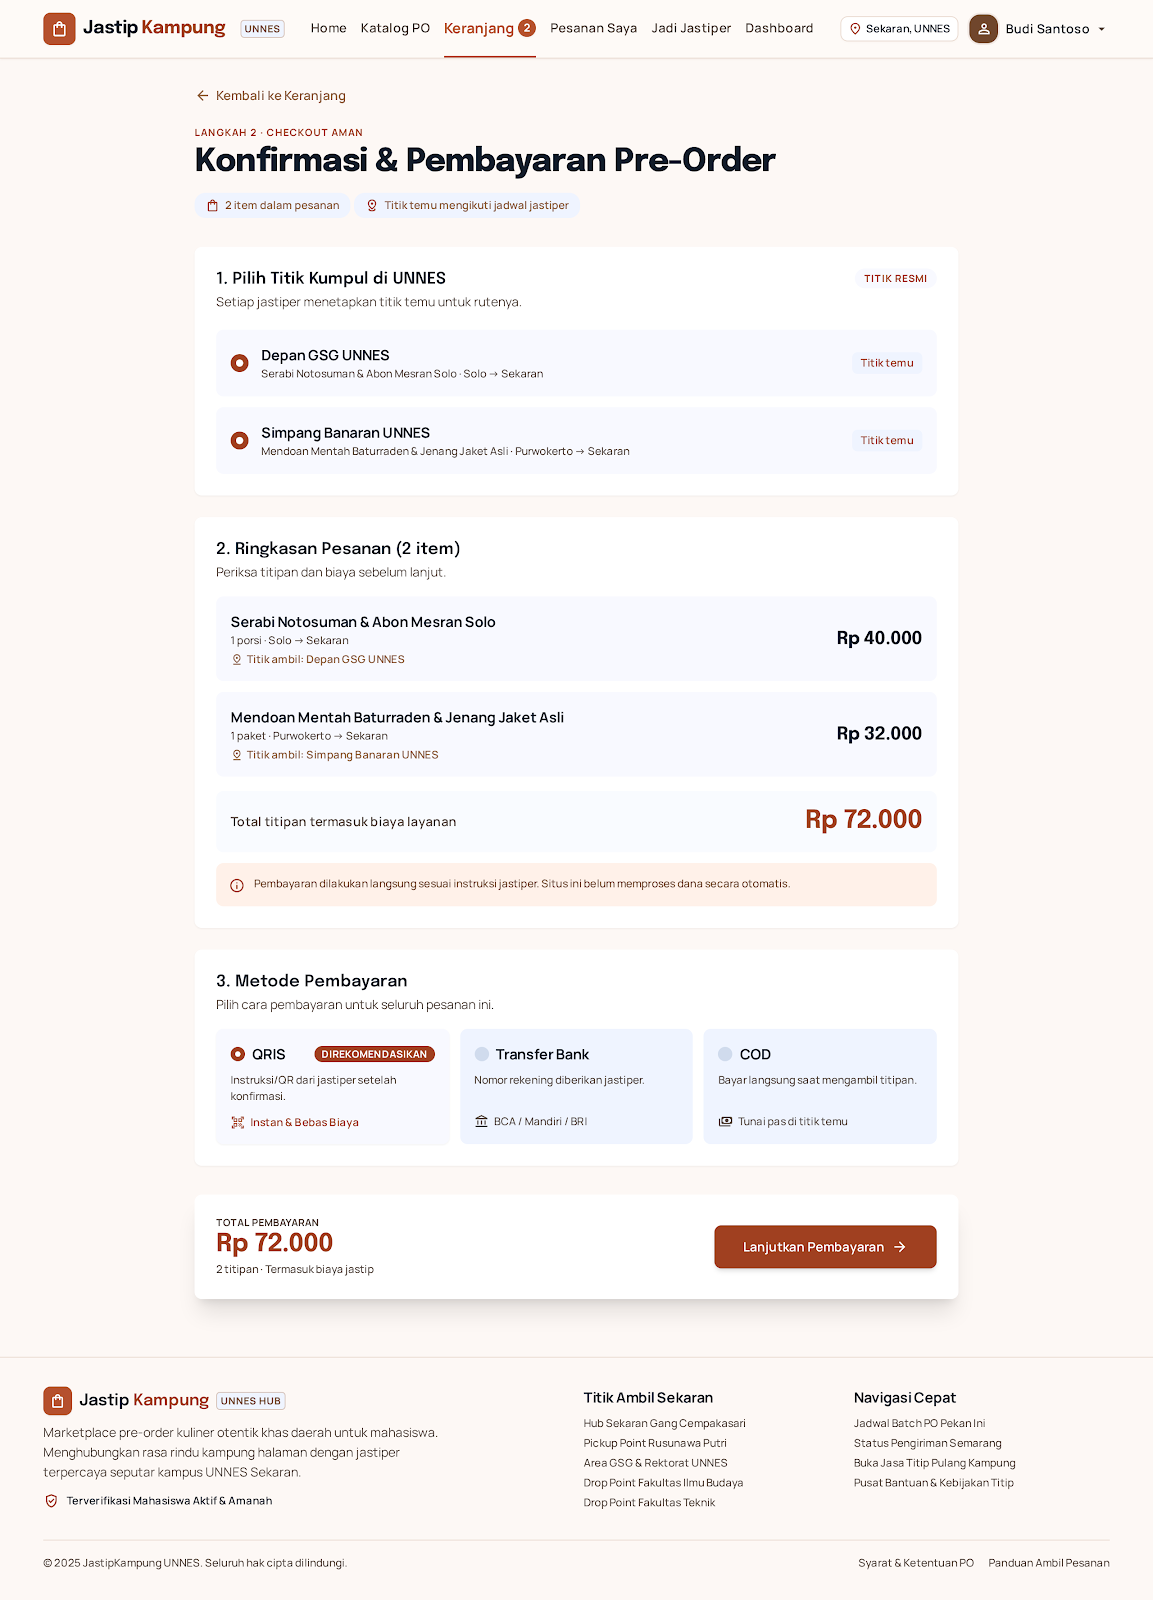 Jastip Kampung UNNES Home Katalog PO Keranjang 2 Pesanan Saya Jadi Jastiper Dashboard Sekaran, UNNES Budi Santoso
Kembali ke Keranjang
LANGKAH 2 · CHECKOUT AMAN
Konfirmasi & Pembayaran Pre-Order
2 item dalam pesanan Titik temu mengikuti jadwal jastiper
1. Pilih Titik Kumpul di UNNES TITIK RESMI
Setiap jastiper menetapkan titik temu untuk rutenya.
Depan GSG UNNES
Serabi Notosuman & Abon Mesran Solo · Solo → Sekaran
Titik temu
Simpang Banaran UNNES
Mendoan Mentah Baturraden & Jenang Jaket Asli · Purwokerto → Sekaran
Titik temu
2. Ringkasan Pesanan (2 item)
Periksa titipan dan biaya sebelum lanjut.
Serabi Notosuman & Abon Mesran Solo
1 porsi · Solo → Sekaran
Titik ambil: Depan GSG UNNES
Rp 40.000
Mendoan Mentah Baturraden & Jenang Jaket Asli
1 paket · Purwokerto → Sekaran
Titik ambil: Simpang Banaran UNNES
Rp 32.000
Total titipan termasuk biaya layanan Rp 72.000
Pembayaran dilakukan langsung sesuai instruksi jastiper. Situs ini belum memproses dana secara otomatis.
3. Metode Pembayaran
Pilih cara pembayaran untuk seluruh pesanan ini.
QRIS DIREKOMENDASIKAN
Instruksi/QR dari jastiper setelah
konfirmasi.
Instan & Bebas Biaya
Transfer Bank
Nomor rekening diberikan jastiper.
BCA / Mandiri / BRI
COD
Bayar langsung saat mengambil titipan.
Tunai pas di titik temu
TOTAL PEMBAYARAN
Rp 72.000
2 titipan · Termasuk biaya jastip
Lanjutkan Pembayaran
Jastip Kampung UNNES HUB
Marketplace pre-order kuliner otentik khas daerah untuk mahasiswa.
Menghubungkan rasa rindu kampung halaman dengan jastiper
terpercaya seputar kampus UNNES Sekaran.
Terverifikasi Mahasiswa Aktif & Amanah
Titik Ambil Sekaran
Hub Sekaran Gang Cempakasari
Pickup Point Rusunawa Putri
Area GSG & Rektorat UNNES
Drop Point Fakultas Ilmu Budaya
Drop Point Fakultas Teknik
Navigasi Cepat
Jadwal Batch PO Pekan Ini
Status Pengiriman Semarang
Buka Jasa Titip Pulang Kampung
Pusat Bantuan & Kebijakan Titip
© 2025 JastipKampung UNNES. Seluruh hak cipta dilindungi.
Syarat & Ketentuan PO Panduan Ambil Pesanan